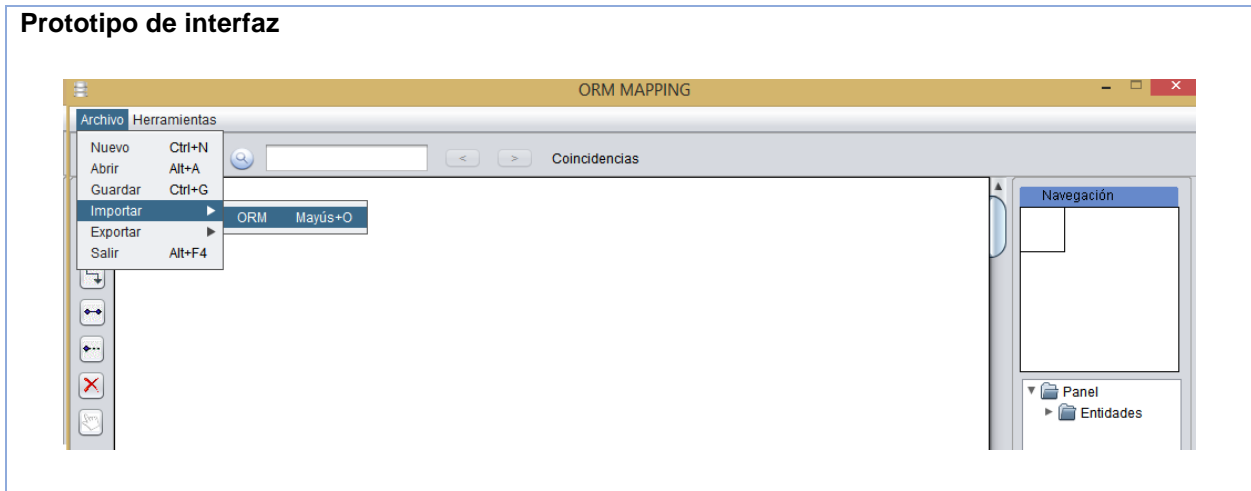 Prototipo de interfaz
ORM MAPPING
Archivo Herramientas
Nuevo Ctrl+N
Abrir Alt+A
Guardar Ctrl+G
Importar
Exportar
Salir Alt+F4
ORM Mayús+O
< > Coincidencias
Navegación
Panel
Entidades